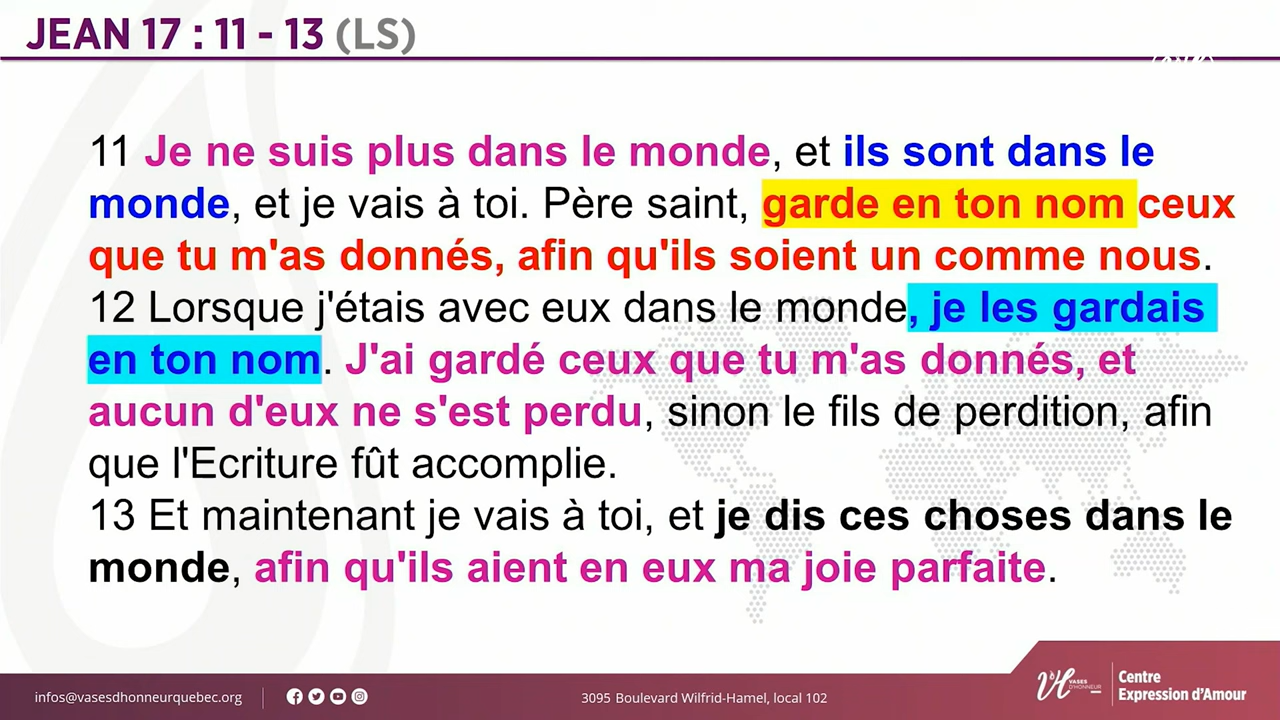 JEAN 17 : 11 - 13 (LS)
11 Je ne suis plus dans le monde, et ils sont dans le
monde, et je vais à toi. Père saint, garde en ton nom ceux
que tu m'as donnés, afin qu'ils soient un comme nous.
12 Lorsque j'étais avec eux dans le monde, je les gardais
en ton nom. J'ai gardé ceux que tu m'as donnés, et
aucun d'eux ne s'est perdu, sinon le fils de perdition, afin
que l'Ecriture fût accomplie.
13 Et maintenant je vais à toi, et je dis ces choses dans le
monde, afin qu'ils aient en eux ma joie parfaite.
infos@vasesdhonneurquebec.org
3095 Boulevard Wilfrid-Hamel, local 102
VASES
D'HONNEUR
Centre
Expression d'Amour